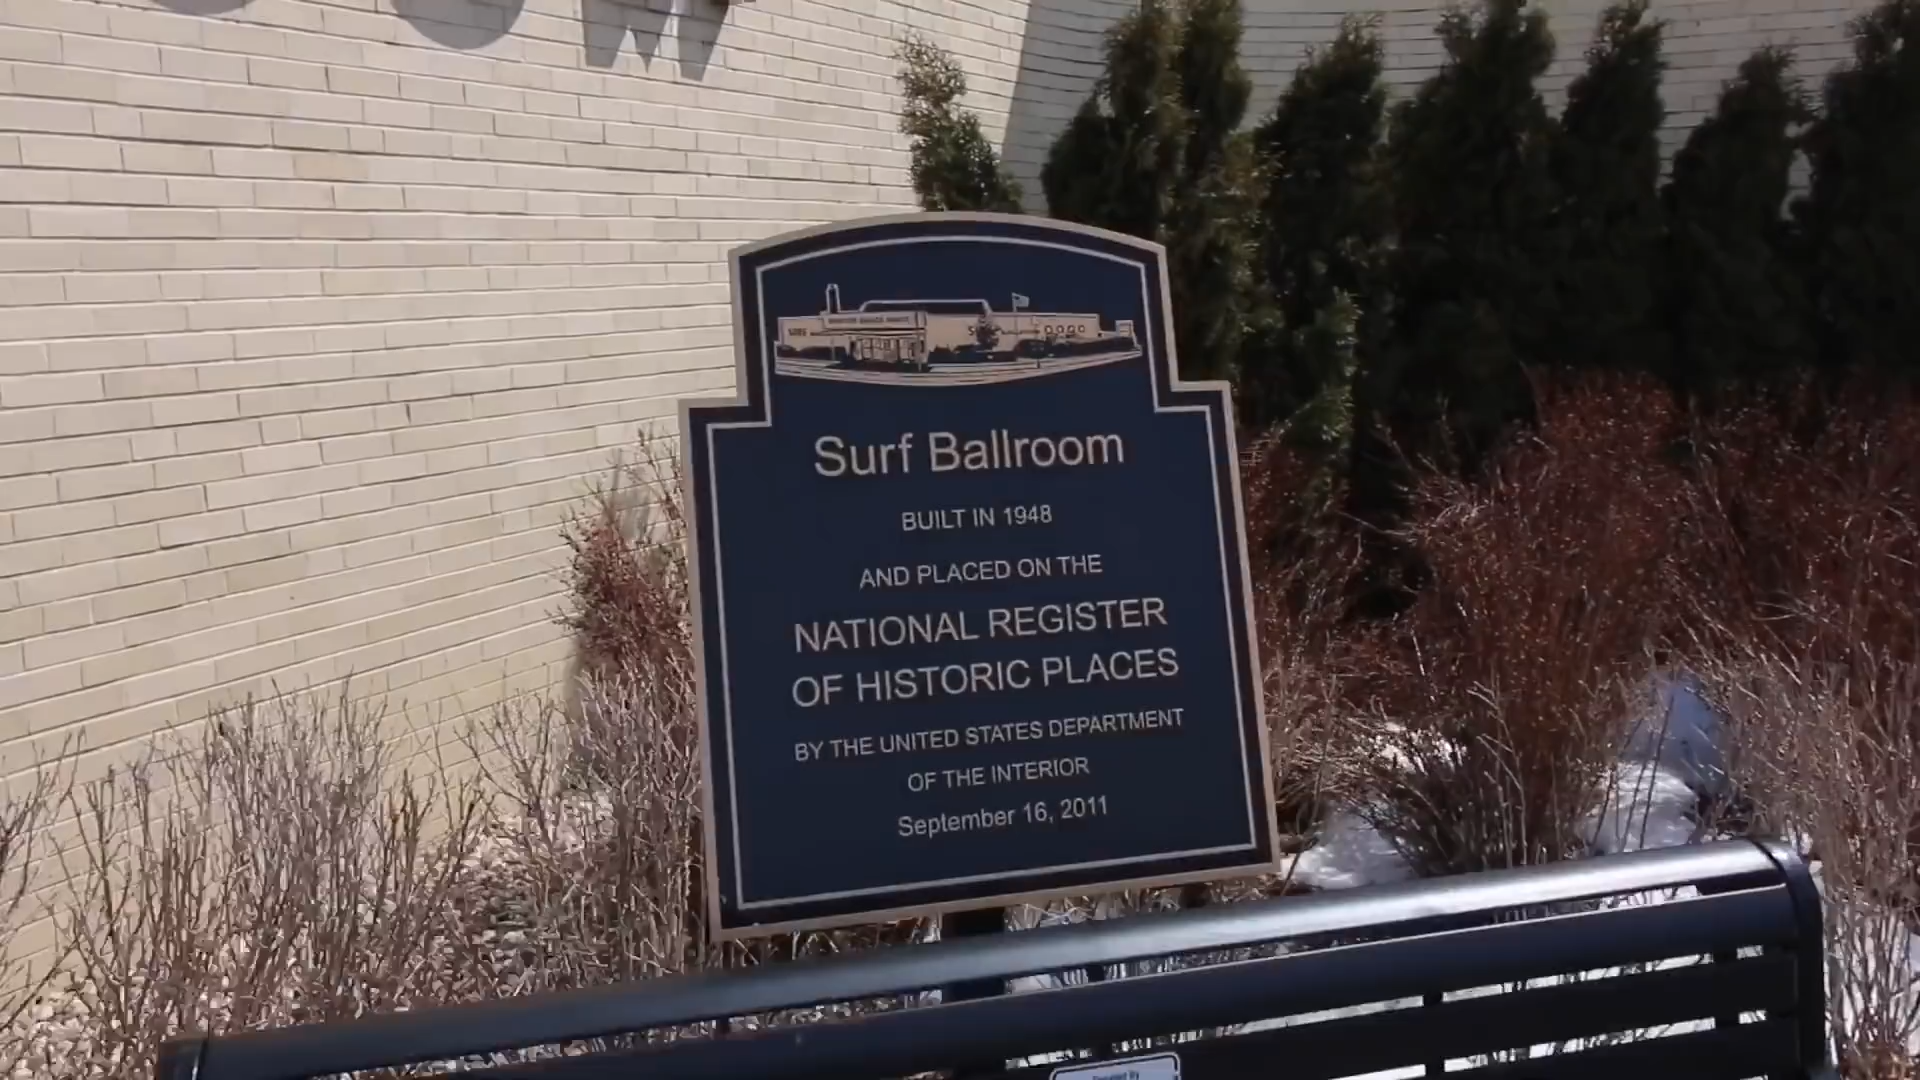 SURF
Surf Ballroom
BUILT IN 1948
AND PLACED ON THE
NATIONAL REGISTER
OF HISTORIC PLACES
BY THE UNITED STATES DEPARTMENT
OF THE INTERIOR
September 16, 2011